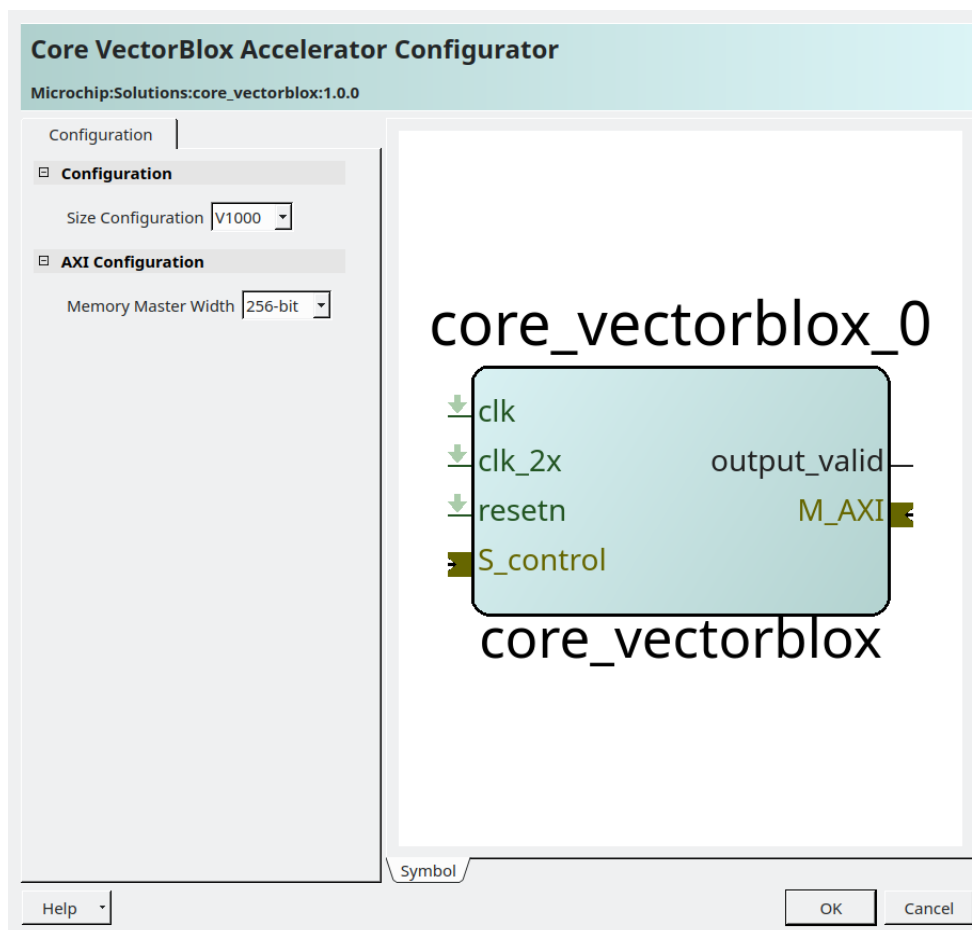 Core VectorBlox Accelerator Configurator
Microchip:Solutions:core_vectorblox:1.0.0
Configuration
Configuration
Size Configuration V1000
AXI Configuration
Memory Master Width 256-bit
core_vectorblox_0
clk
clk_2x output_valid
resetn M_AXI
S_control
core_vectorblox
Symbol
Help OK Cancel